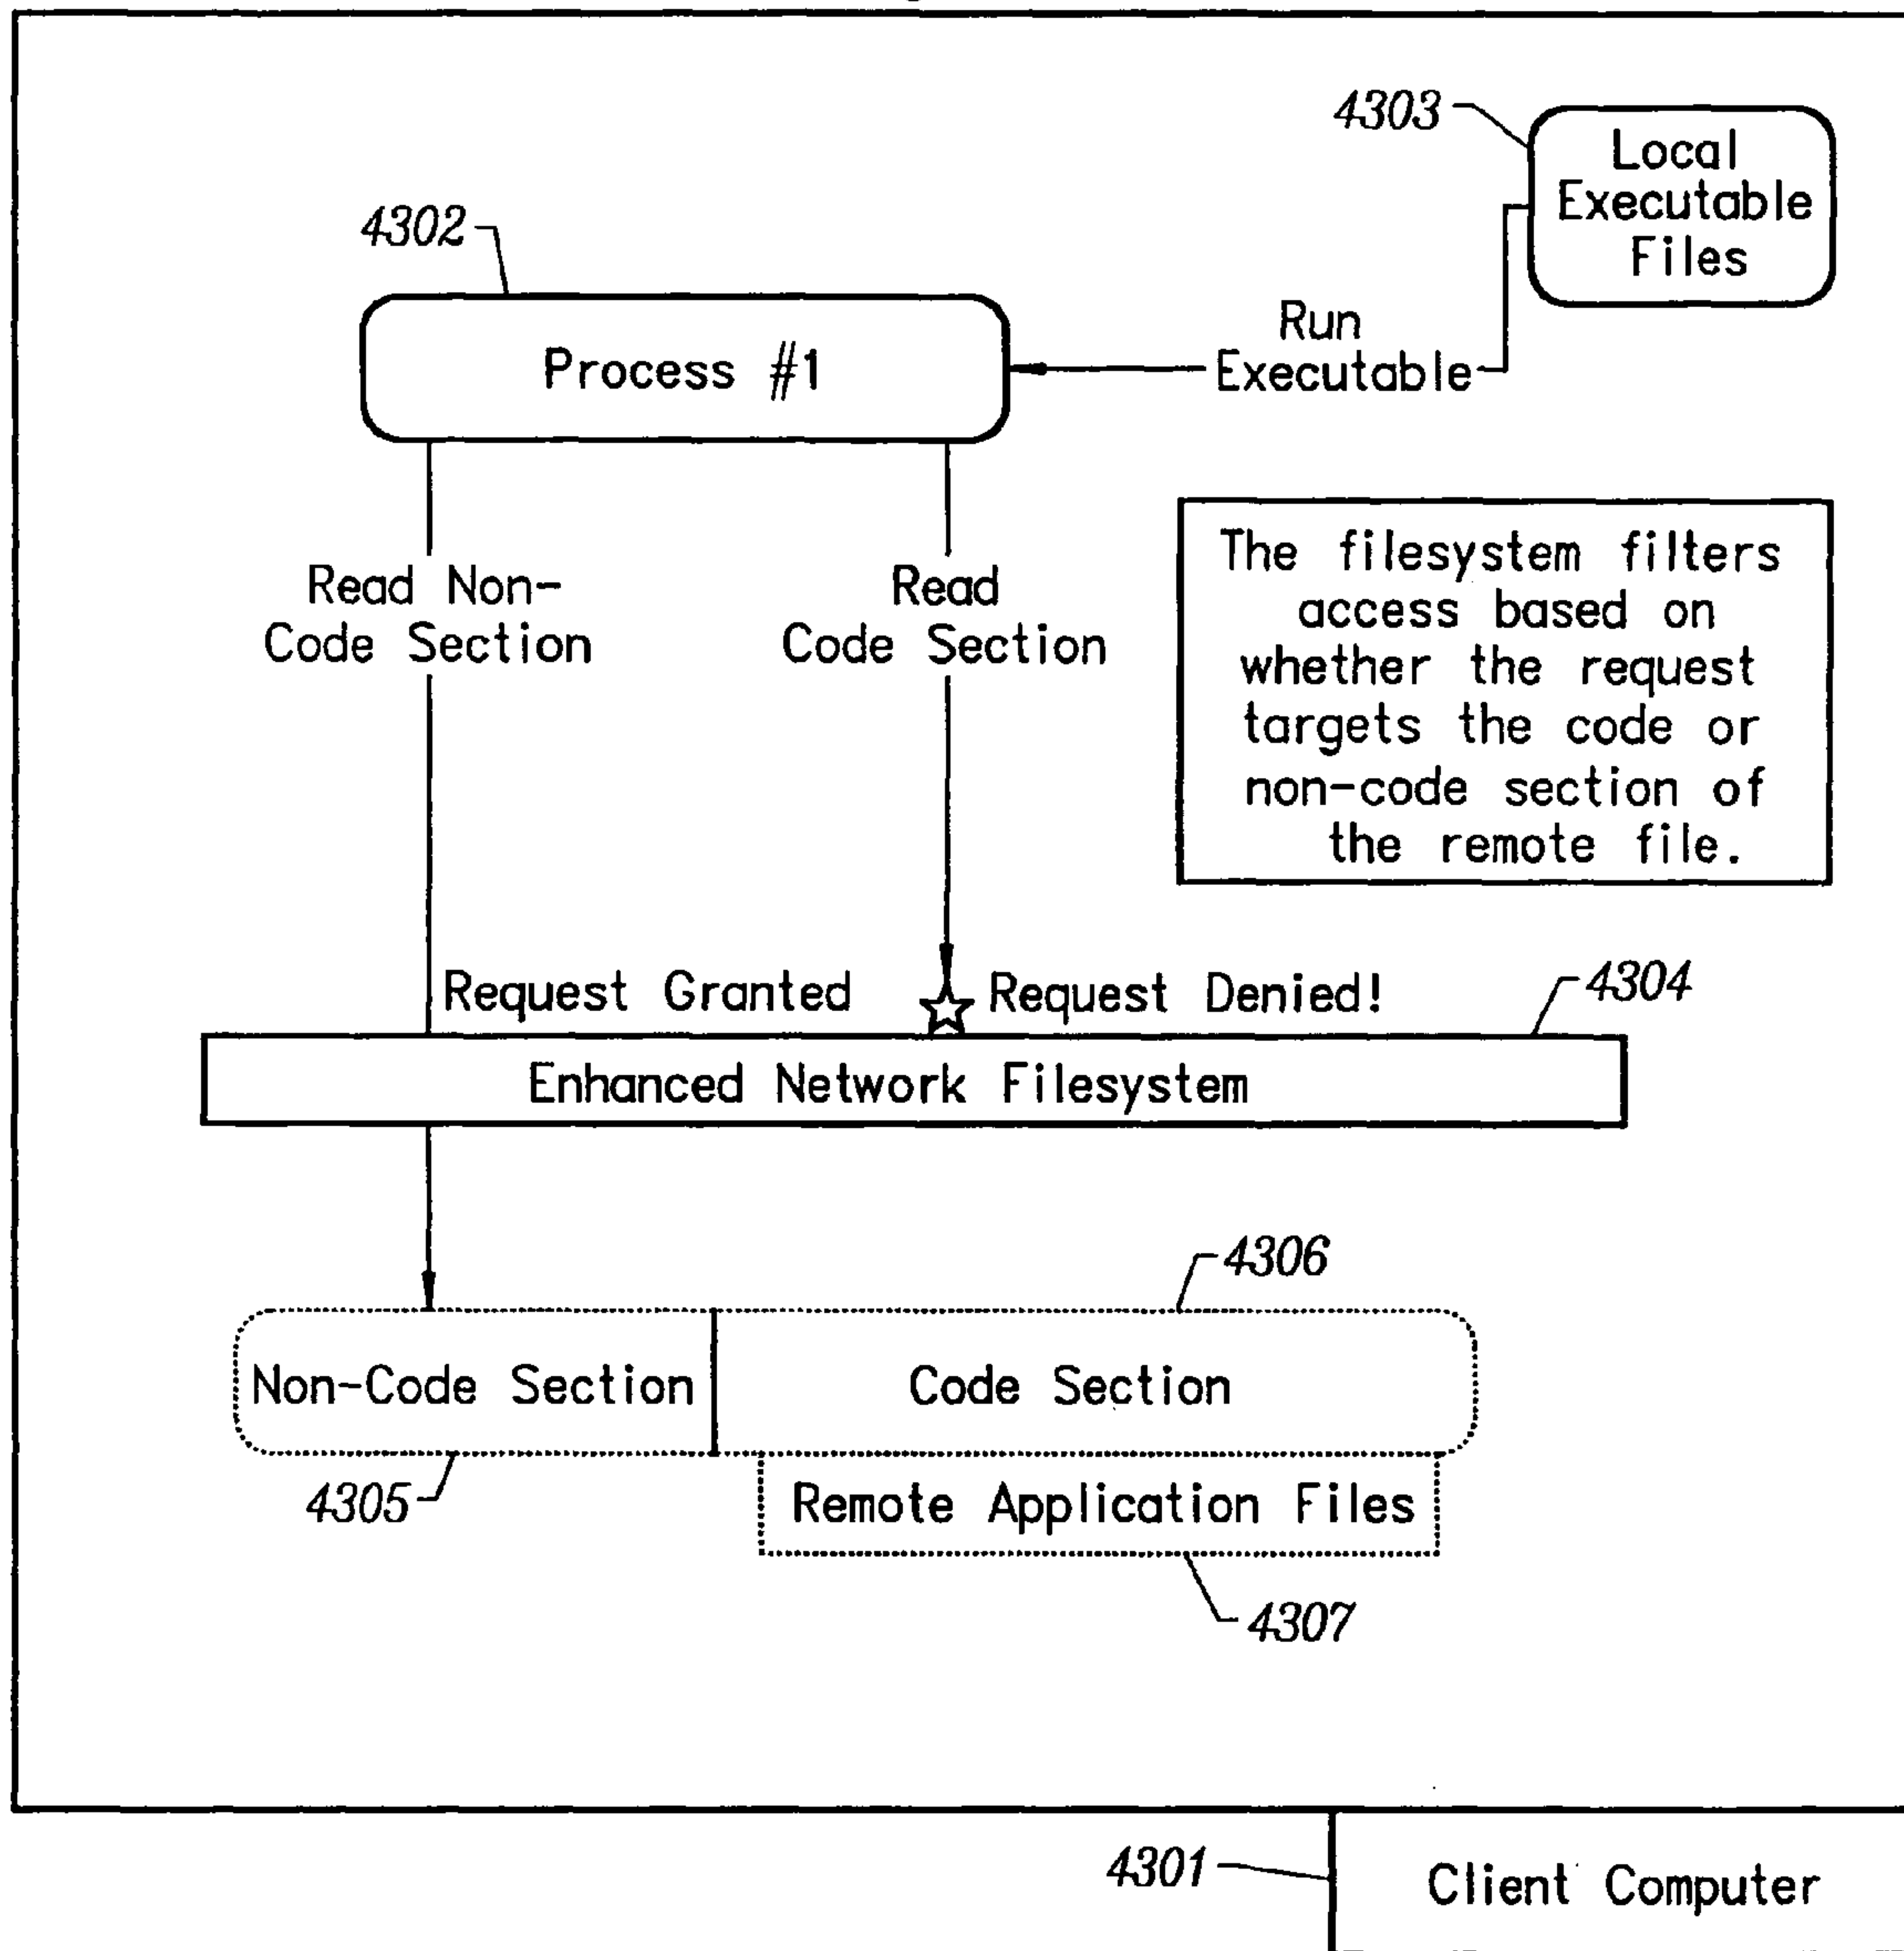 4303
Local
Executable
Files
4302
Process #1
Run
Executable
Read Non-
Code Section
Read
Code Section
The filesystem filters
access based on
whether the request
targets the code or
non-code section of
the remote file.
Request Granted
Request Denied!
4304
Enhanced Network Filesystem
4306
Non-Code Section
Code Section
4305
Remote Application Files
4307
4301
Client Computer